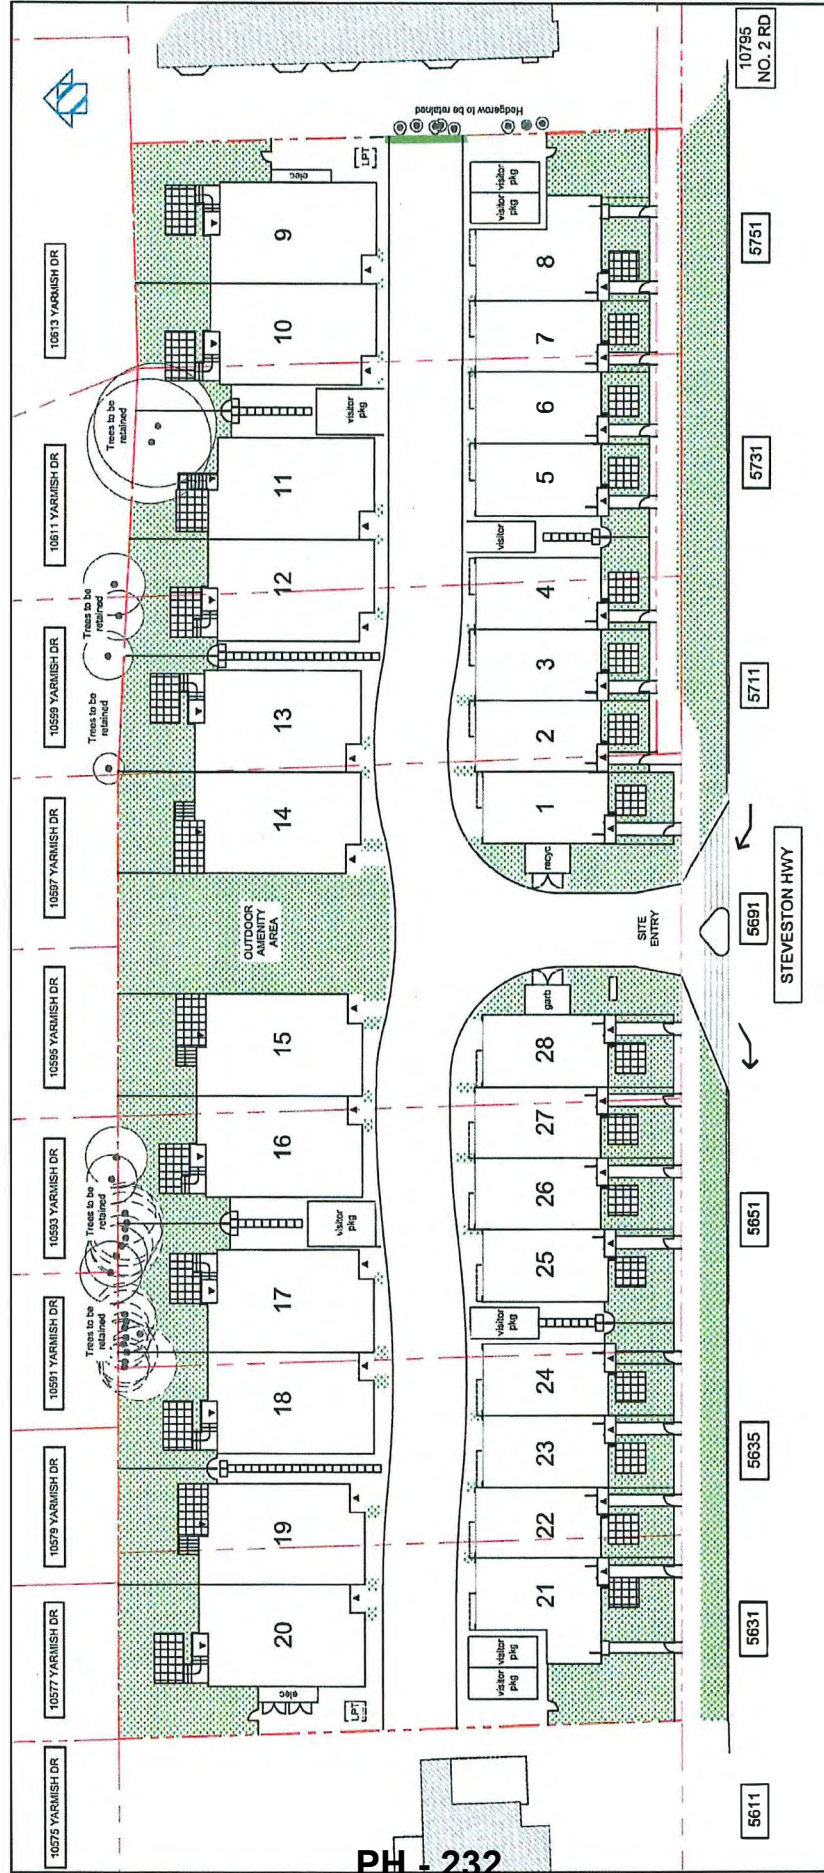 10575 YARMISH DR
10577 YARMISH DR
10579 YARMISH DR
10591 YARMISH DR
10593 YARMISH DR
10595 YARMISH DR
10597 YARMISH DR
10599 YARMISH DR
10611 YARMISH DR
10613 YARMISH DR
Trees to be
retained
Trees to be
retained
Trees to be
retained
Trees to be
retained
Trees to be
retained
20
19
18
17
16
15
OUTDOOR
AMENITY
AREA
14
13
12
11
10
9
elec
visitor
pkg
visitor
pkg
elec
LPT
LPT
Hedgerow to be retained
visitor
pkg
visitor
pkg
visitor
pkg
visitor
visitor
pkg
visitor
pkg
21
22
23
24
25
26
27
28
garb
SITE
ENTRY
recyc
1
2
3
4
5
6
7
8
5611
5631
5635
5651
5691
5711
5731
5751
10795
NO. 2 RD
STEVESTON HWY
PH - 232